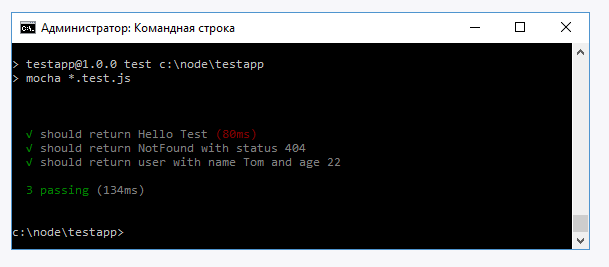 Администратор: Командная строка
> testapp@1.0.0 test c:\node\testapp
> mocha *.test.js
√ should return Hello Test (80ms)
√ should return NotFound with status 404
√ should return user with name Tom and age 22
3 passing (134ms)
c:\node\testapp>